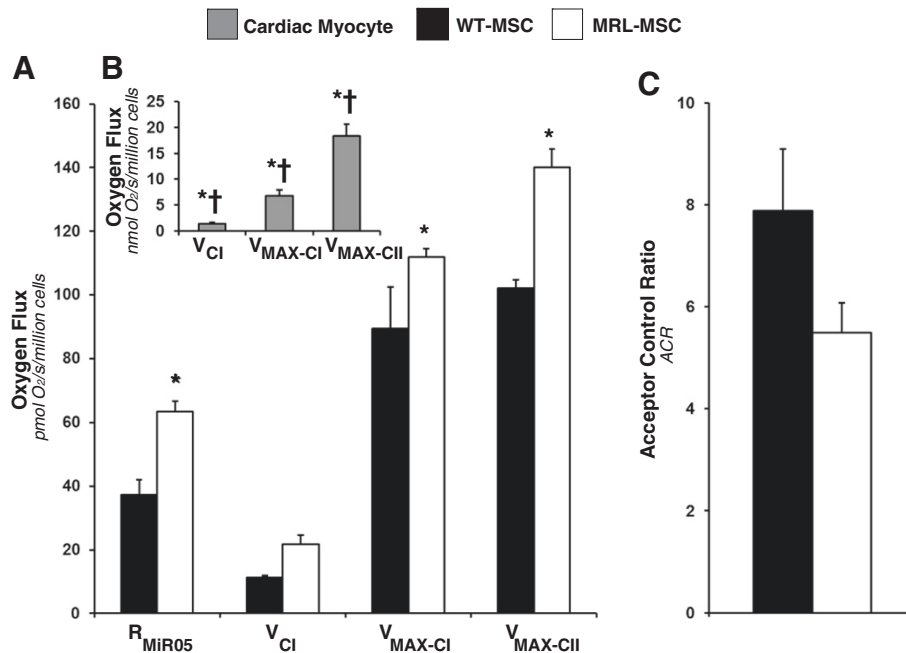 Cardiac Myocyte WT-MSC MRL-MSC
A
Oxygen Flux
pmol O2/s/million cells
160
140
120
100
80
60
40
20
0
*
*
*
RMiR05 VCI VMAX-CI VMAX-CII
B
Oxygen Flux
nmol O2/s/million cells
25
20
15
10
5
0
*†
*†
*†
VCI VMAX-CI VMAX-CII
C
Acceptor Control Ratio
ACR
10
8
6
4
2
0